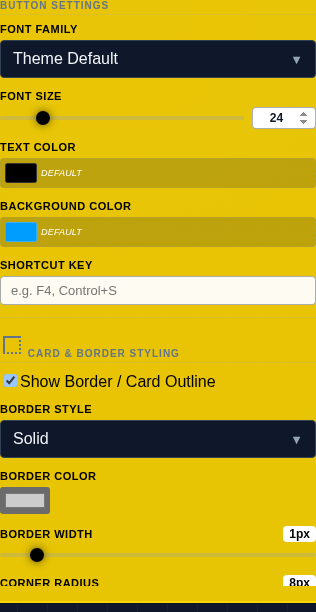 BUTTON SETTINGS
FONT FAMILY
Theme Default
FONT SIZE
24
TEXT COLOR
DEFAULT
BACKGROUND COLOR
DEFAULT
SHORTCUT KEY
e.g. F4, Control+S
CARD & BORDER STYLING
Show Border / Card Outline
BORDER STYLE
Solid
BORDER COLOR
BORDER WIDTH 1px
CORNER RADIUS 8px